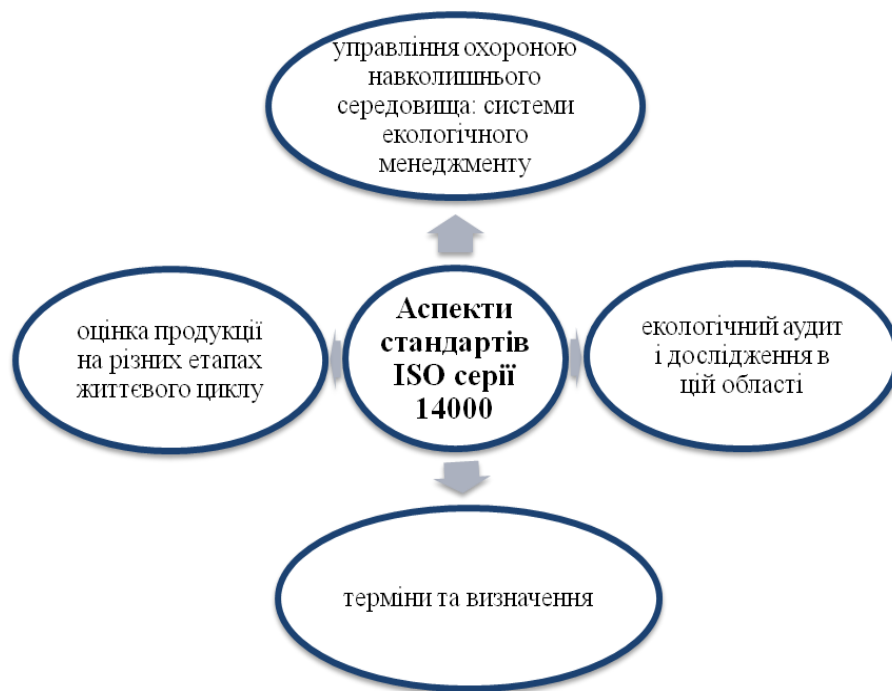 управління охороною
навколишнього
середовища: системи
екологічного
менеджменту
оцінка продукції
на різних етапах
життєвого циклу
Аспекти
стандартів
ISO серії
14000
екологічний аудит
і дослідження в
цій області
терміни та визначення